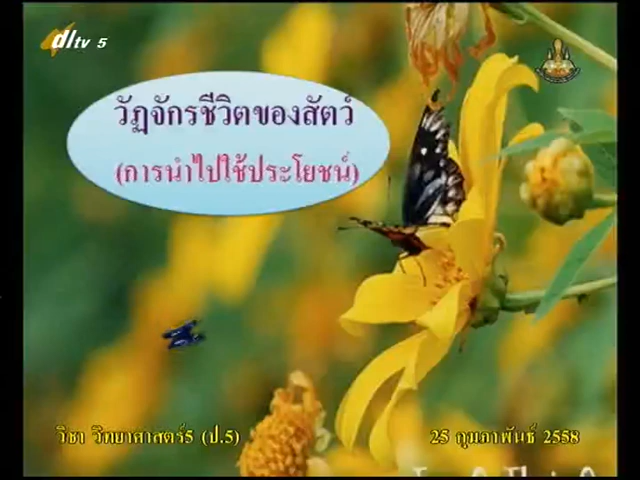 dltv 5
วัฏจักรชีวิตของสัตว์
(การนำไปใช้ประโยชน์)
วิชา วิทยาศาสตร์5 (ป.5)
25 กุมภาพันธ์ 2558